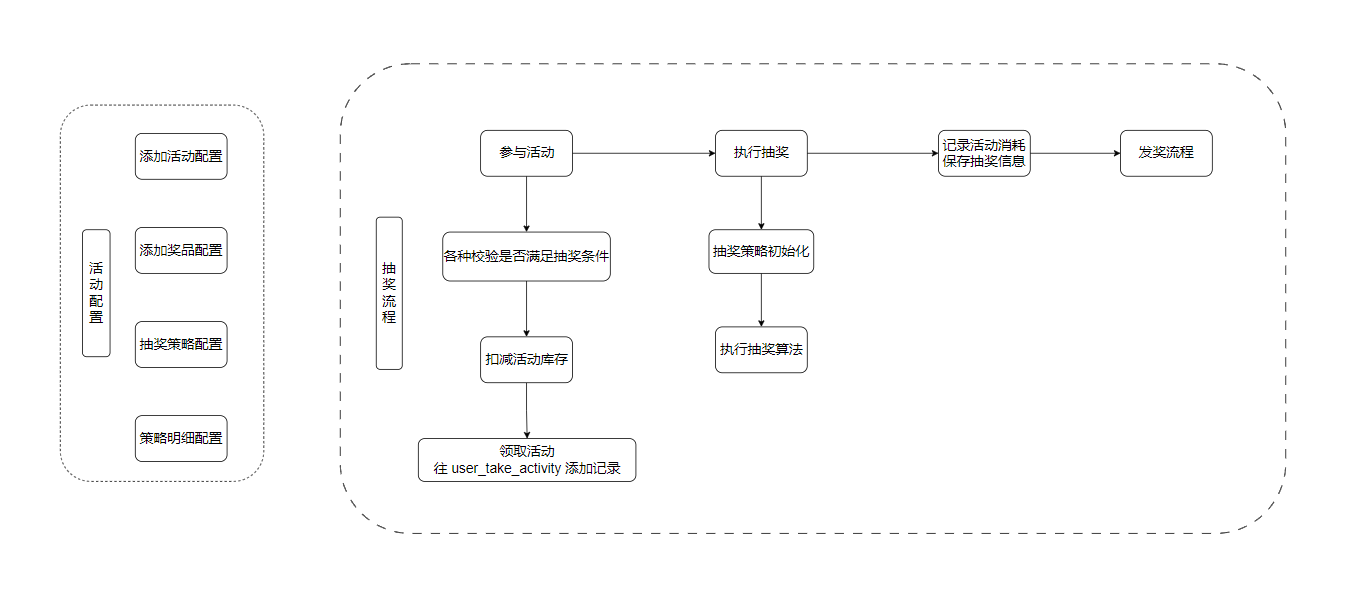 活动配置
添加活动配置
添加奖品配置
抽奖策略配置
策略明细配置
抽奖流程
参与活动
各种校验是否满足抽奖条件
扣减活动库存
领取活动
往 user_take_activity 添加记录
执行抽奖
抽奖策略初始化
执行抽奖算法
记录活动消耗
保存抽奖信息
发奖流程